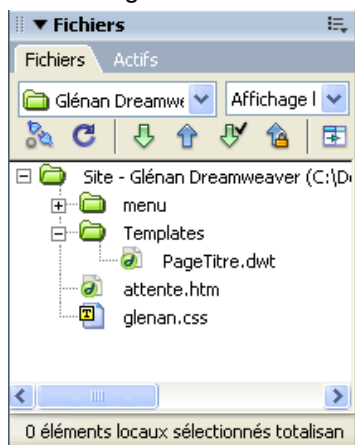 Fichiers
Fichiers Actifs
Glénan Dreamwe Affichage l
Site - Glénan Dreamweaver (C:\D
menu
Templates
PageTitre.dwt
attente.htm
glenan.css
0 éléments locaux sélectionnés totalisan